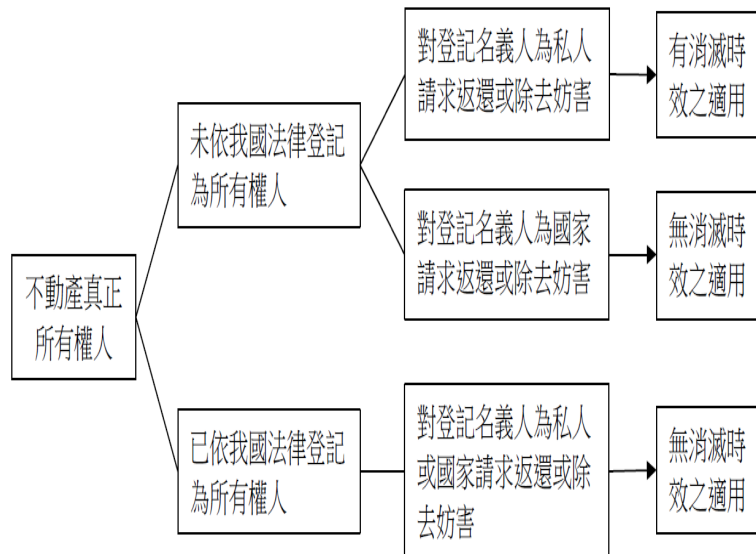 不動產真正
所有權人
未依我國法律登記
為所有權人
對登記名義人為私人
請求返還或除去妨害
有消滅時
效之適用
對登記名義人為國家
請求返還或除去妨害
無消滅時
效之適用
已依我國法律登記
為所有權人
對登記名義人為私人
或國家請求返還或除
去妨害
無消滅時
效之適用